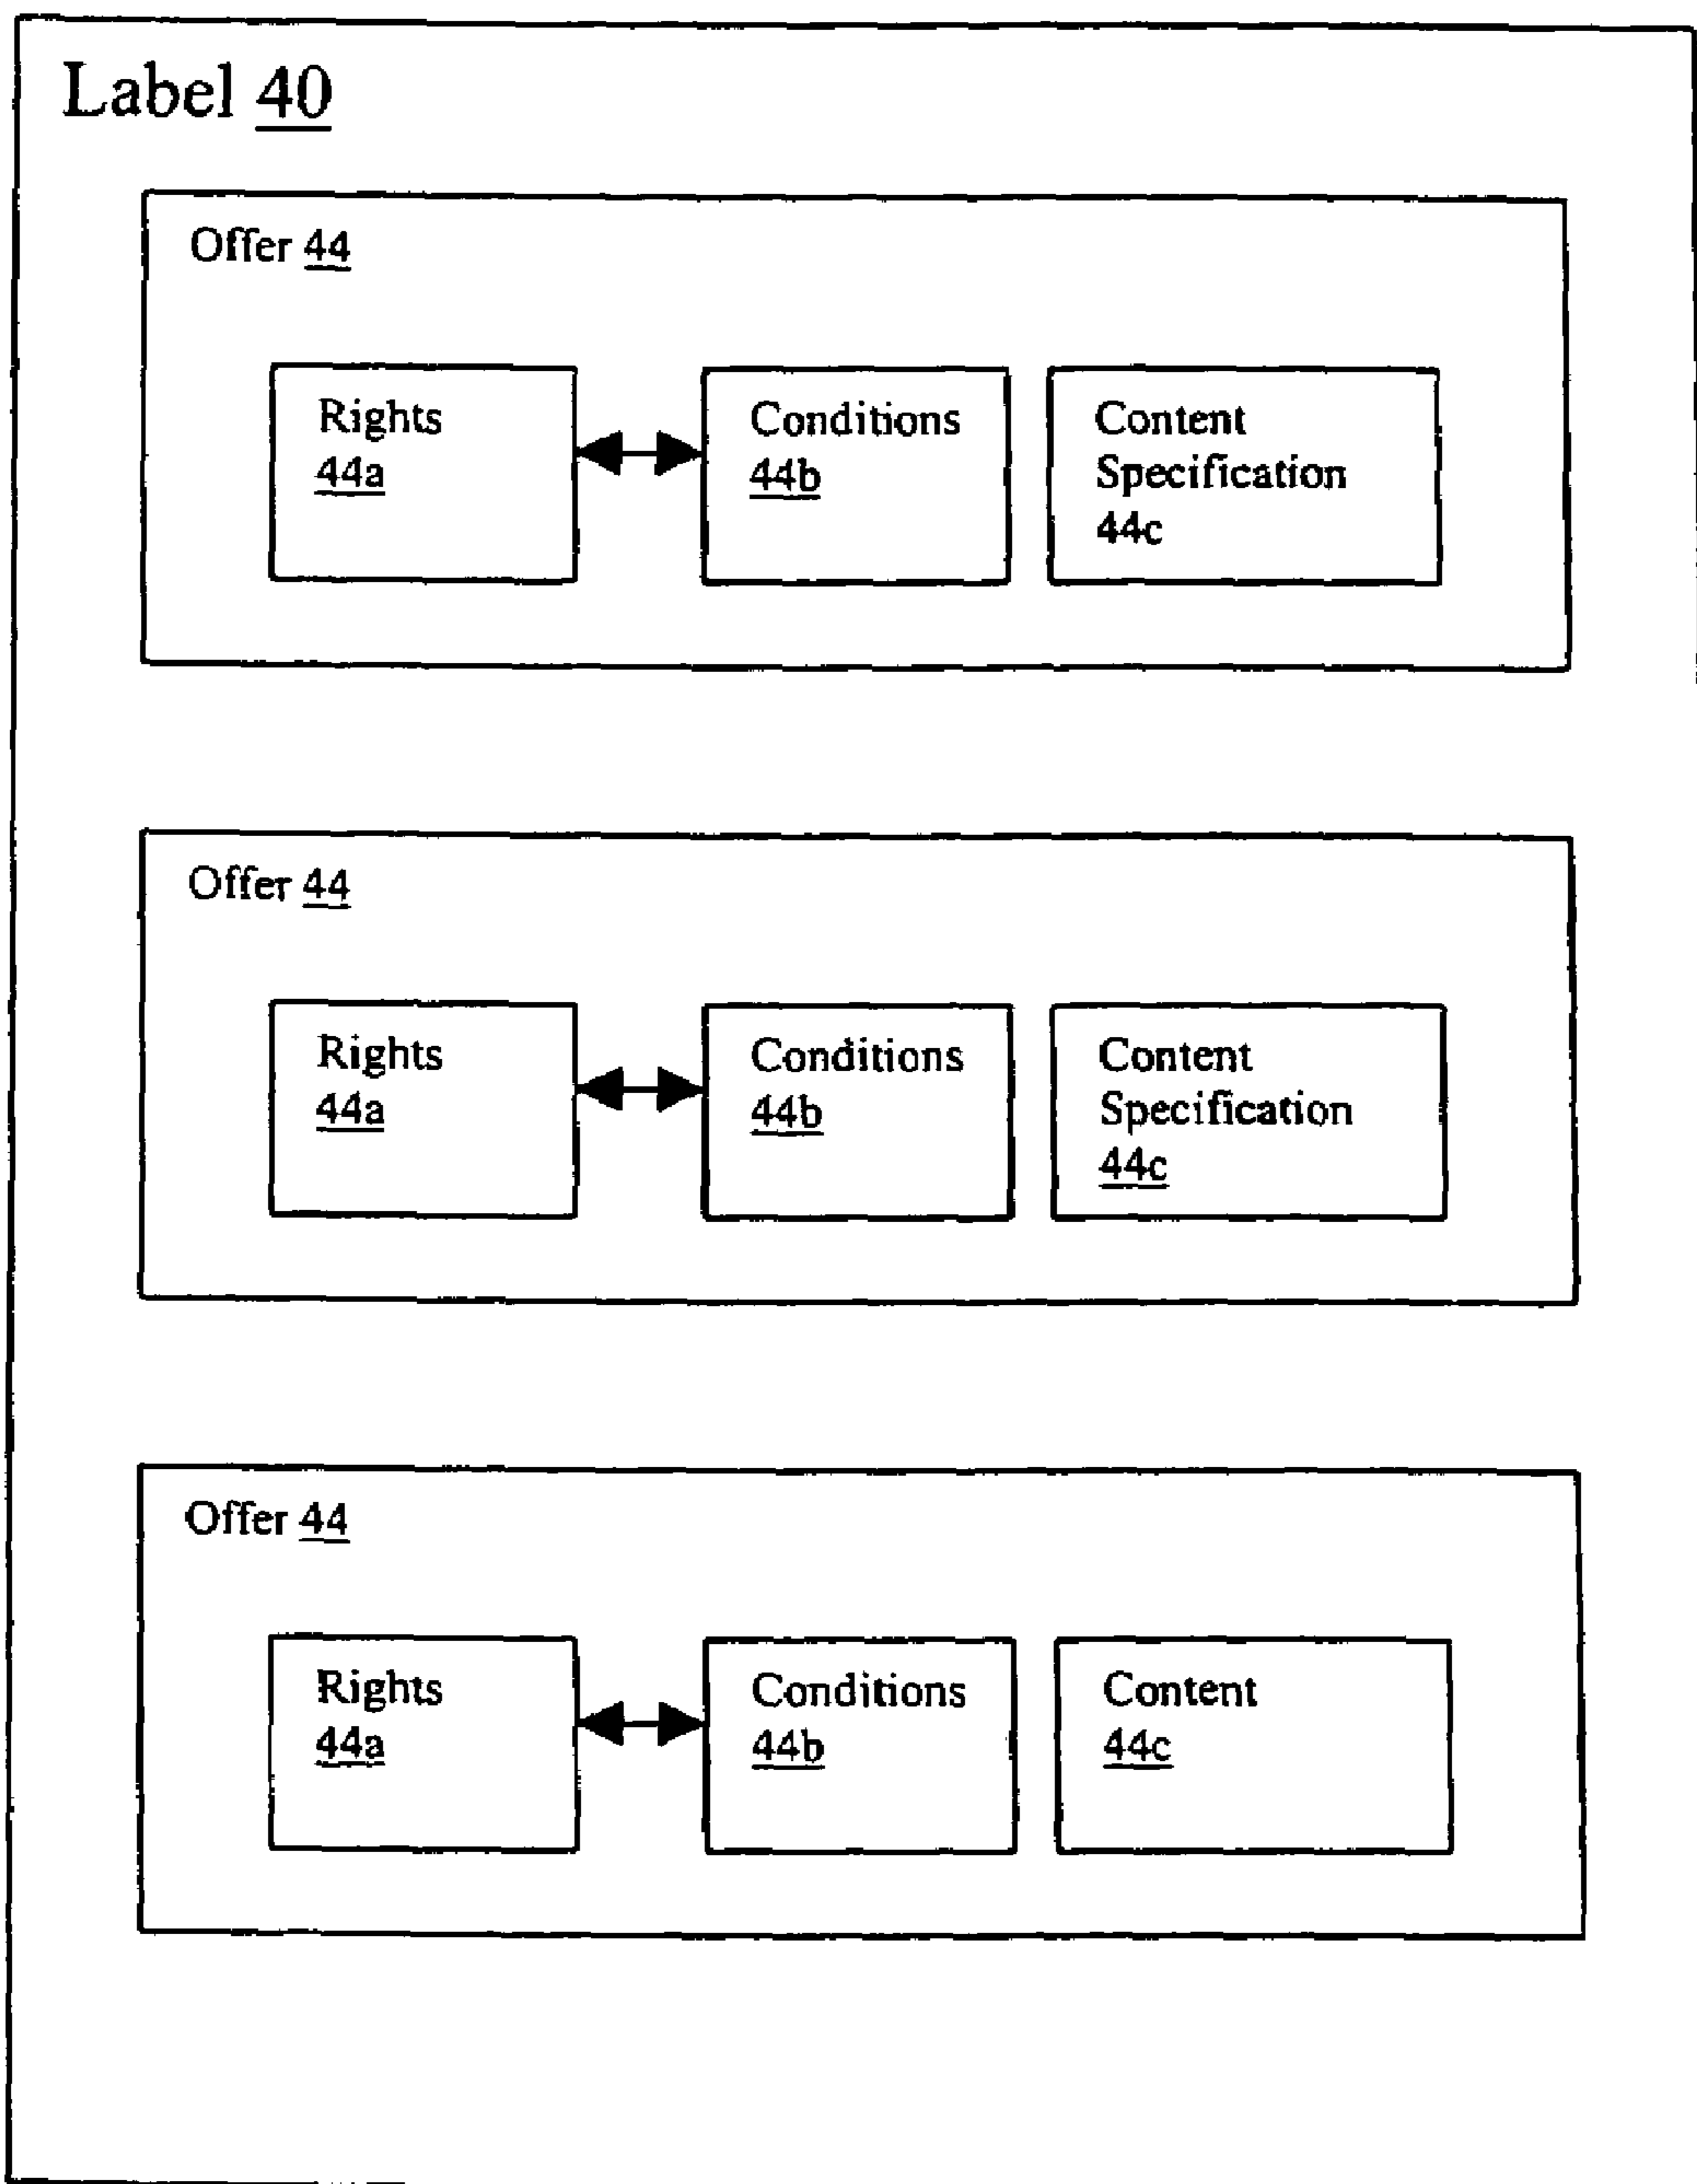 Label 40
Offer 44
Rights
44a
Conditions
44b
Content
Specification
44c
Offer 44
Rights
44a
Conditions
44b
Content
Specification
44c
Offer 44
Rights
44a
Conditions
44b
Content
44c